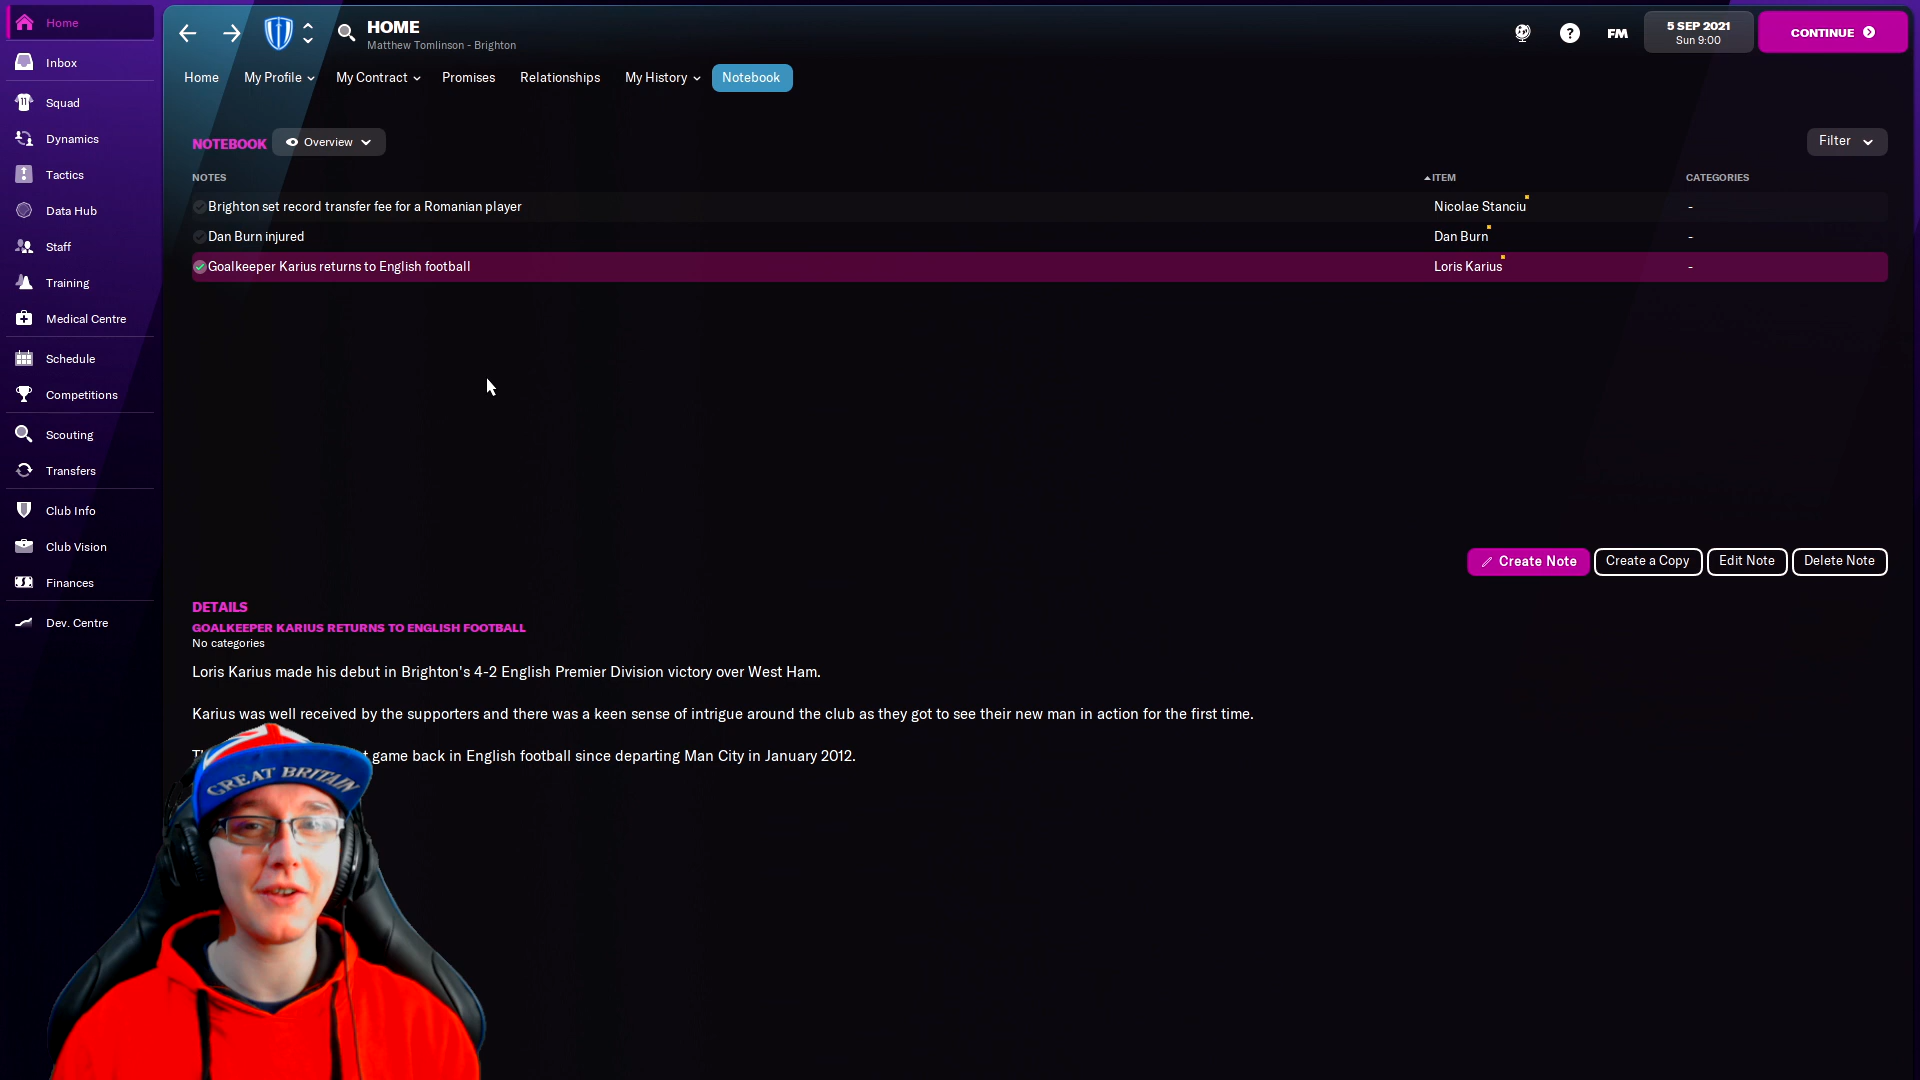 Home
Inbox
Squad
Dynamics
Tactics
Data Hub
Staff
Training
Medical Centre
Schedule
Competitions
Scouting
Transfers
Club Info
Club Vision
Finances
Dev. Centre
HOME
Matthew Tomlinson - Brighton
FM
5 SEP 2021
Sun 9:00
CONTINUE
Home My Profile My Contract Promises Relationships My History Notebook
NOTEBOOK Overview Filter
NOTES ITEM CATEGORIES
Brighton set record transfer fee for a Romanian player Nicolae Stanciu -
Dan Burn injured Dan Burn -
Goalkeeper Karius returns to English football Loris Karius -
Create Note Create a Copy Edit Note Delete Note
DETAILS
GOALKEEPER KARIUS RETURNS TO ENGLISH FOOTBALL
No categories
Loris Karius made his debut in Brighton's 4-2 English Premier Division victory over West Ham.
Karius was well received by the supporters and there was a keen sense of intrigue around the club as they got to see their new man in action for the first time.
game back in English football since departing Man City in January 2012.
GREAT BRITAIN